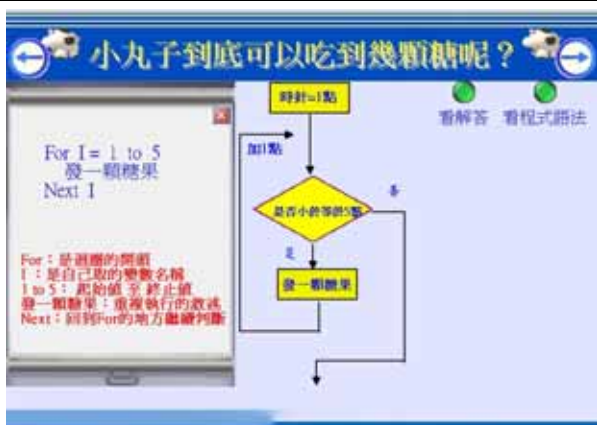 小丸子到底可以吃到幾顆糖呢？
時針=1點
看解答
看程式語法
加1點
For I = 1 to 5
發一顆糖果
Next I
是否小於等於5點
否
是
發一顆糖果
For：是迴圈的開頭
I：是自己取的變數名稱
1 to 5：起始值 至 終止值
發一顆糖果：重複執行的敘述
Next：回到For的地方繼續判斷